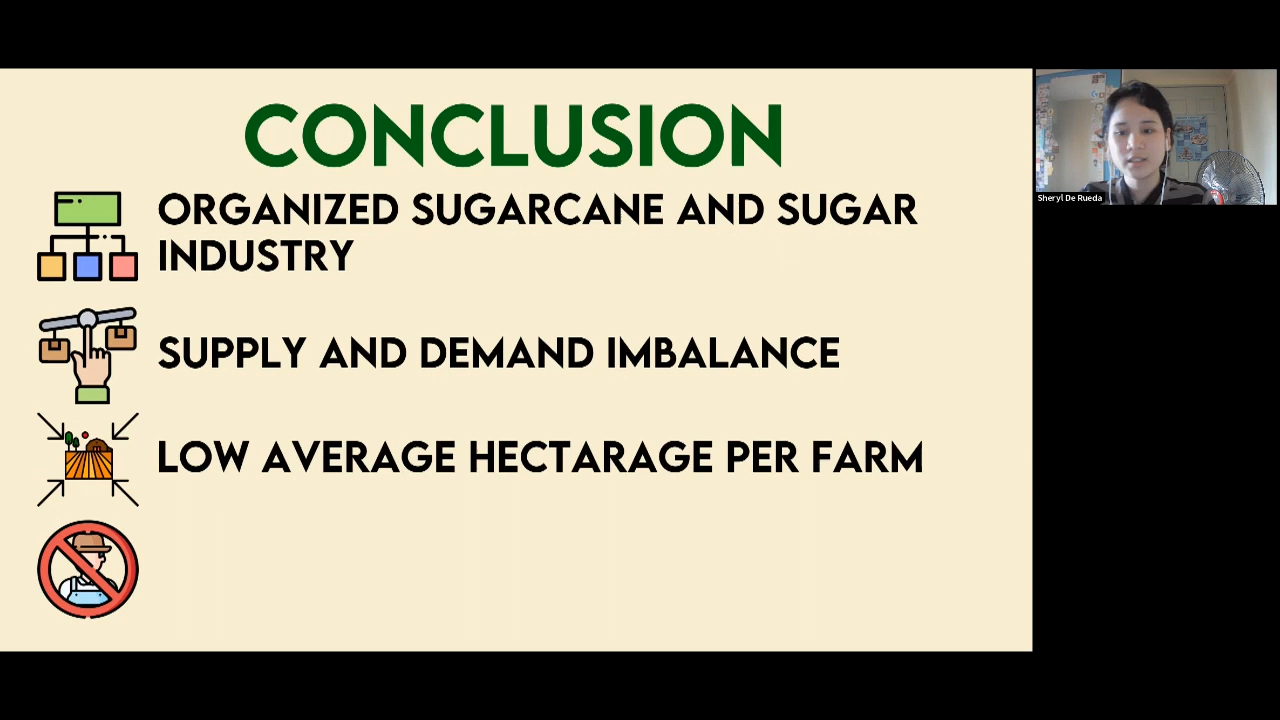 CONCLUSION
ORGANIZED SUGARCANE AND SUGAR
INDUSTRY
SUPPLY AND DEMAND IMBALANCE
LOW AVERAGE HECTARAGE PER FARM
Sheryl De Rueda